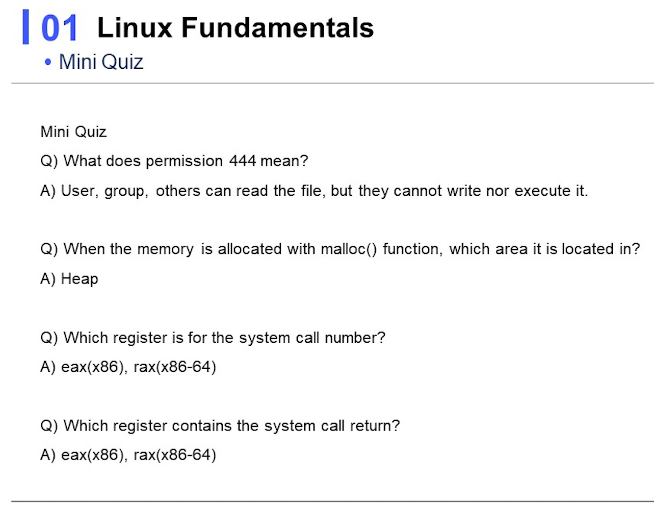 01 Linux Fundamentals
• Mini Quiz
Mini Quiz
Q) What does permission 444 mean?
A) User, group, others can read the file, but they cannot write nor execute it.
Q) When the memory is allocated with malloc() function, which area it is located in?
A) Heap
Q) Which register is for the system call number?
A) eax(x86), rax(x86-64)
Q) Which register contains the system call return?
A) eax(x86), rax(x86-64)